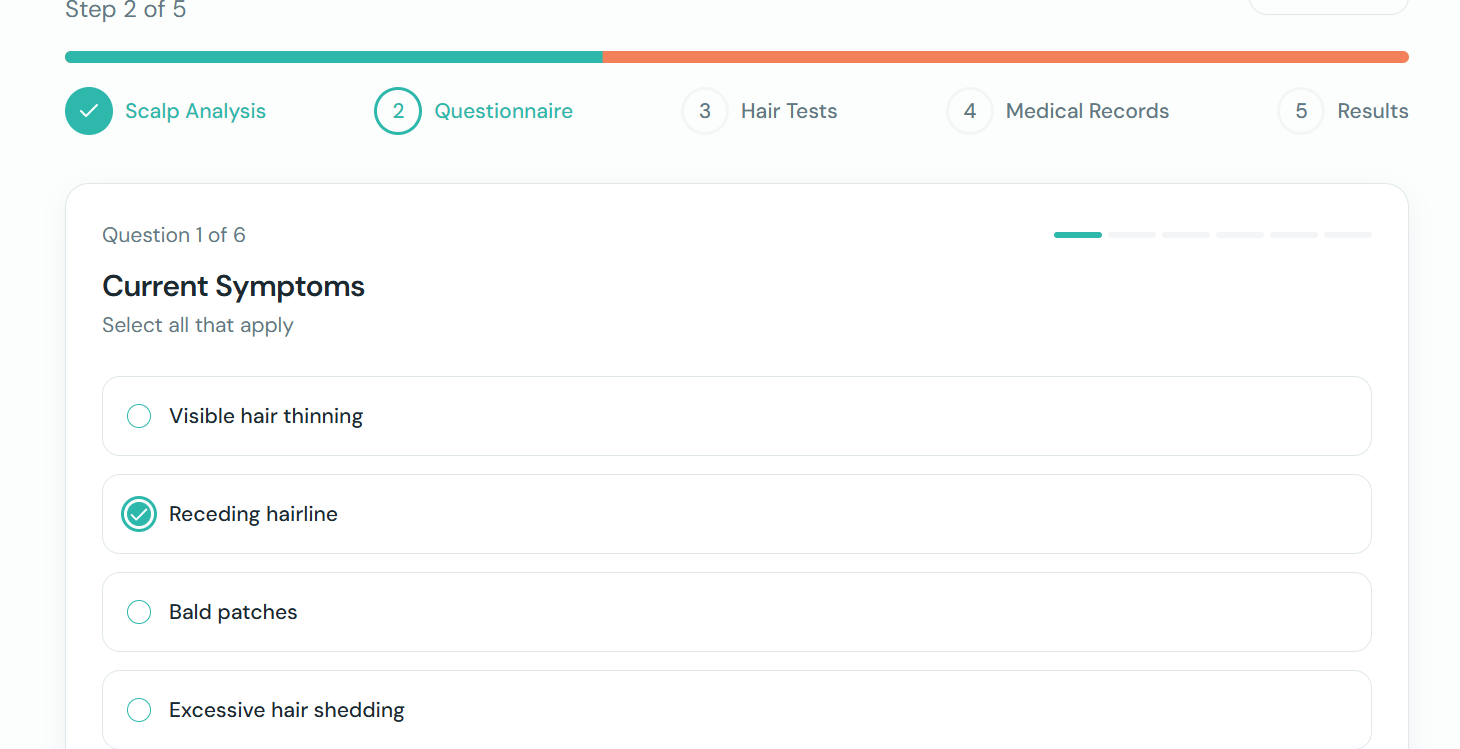 Step 2 of 5
Scalp Analysis
2 Questionnaire
3 Hair Tests
4 Medical Records
5 Results
Question 1 of 6
Current Symptoms
Select all that apply
Visible hair thinning
Receding hairline
Bald patches
Excessive hair shedding